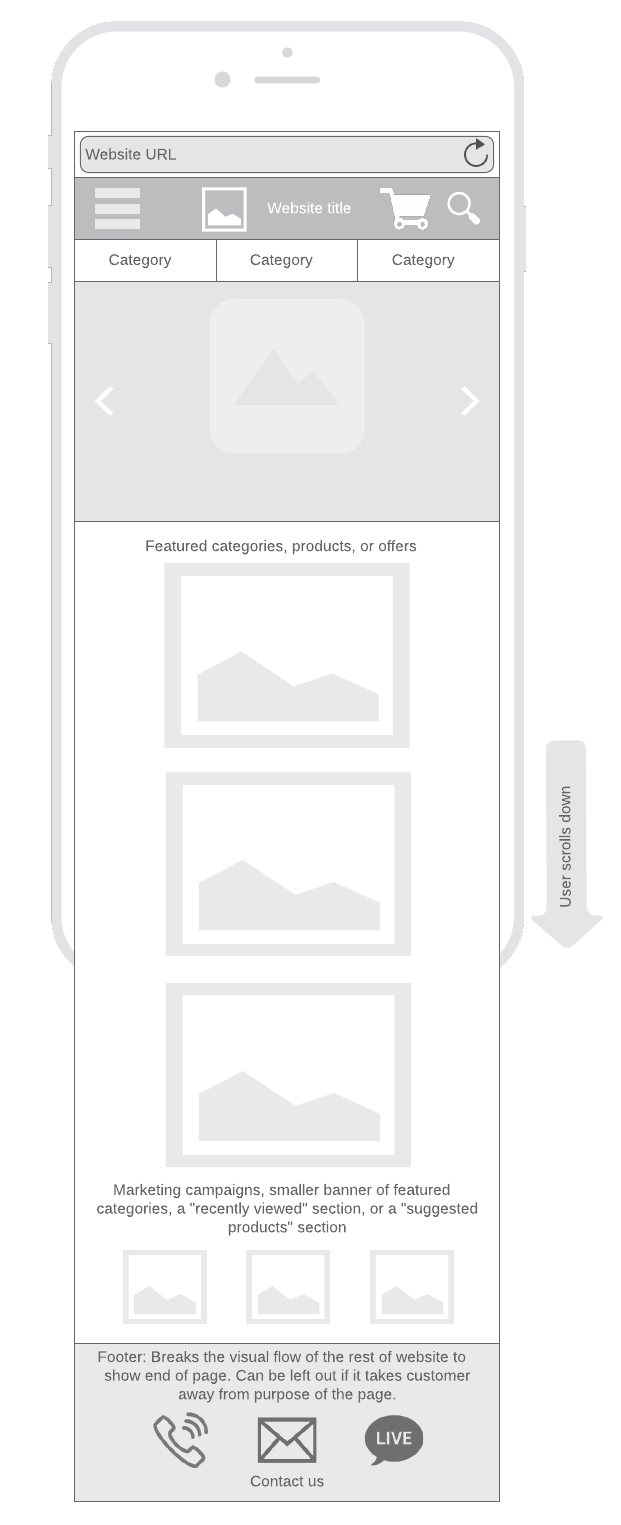 Website URL
Website title
Category
Category
Category
Featured categories, products, or offers
User scrolls down
Marketing campaigns, smaller banner of featured
categories, a "recently viewed" section, or a "suggested
products" section
Footer: Breaks the visual flow of the rest of website to
show end of page. Can be left out if it takes customer
away from purpose of the page.
LIVE
Contact us